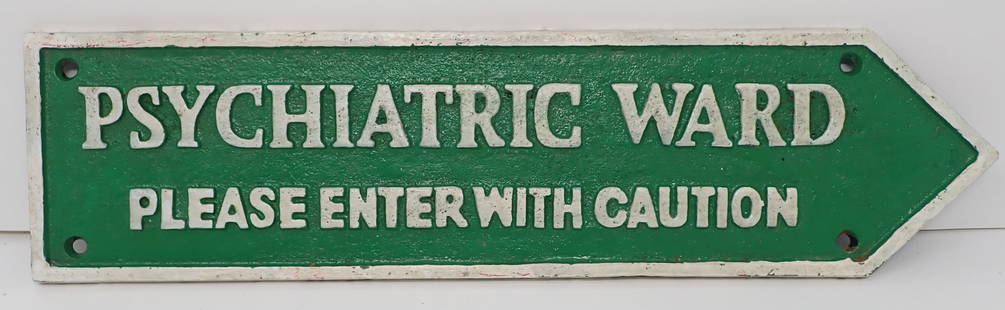 PSYCHIATRIC WARD
PLEASE ENTER WITH CAUTION